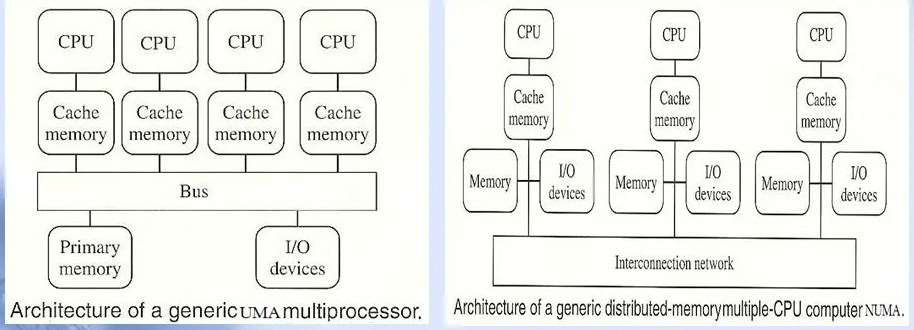 CPU
CPU
CPU
CPU
Cache
memory
Cache
memory
Cache
memory
Cache
memory
Bus
Primary
memory
I/O
devices
Architecture of a generic UMA multiprocessor.
CPU
CPU
CPU
Cache
memory
Cache
memory
Cache
memory
Memory
I/O
devices
Memory
I/O
devices
Memory
I/O
devices
Interconnection network
Architecture of a generic distributed-memorymultiple-CPU computer NUMA.